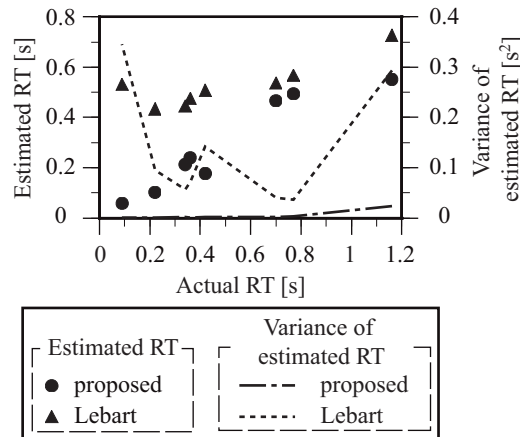 Estimated RT [s]
0.8
0.6
0.4
0.2
0
0.4
0.3
0.2
0.1
0
Variance of
estimated RT [s²]
0 0.2 0.4 0.6 0.8 1 1.2
Actual RT [s]
Estimated RT
proposed
Lebart
Variance of
estimated RT
proposed
Lebart